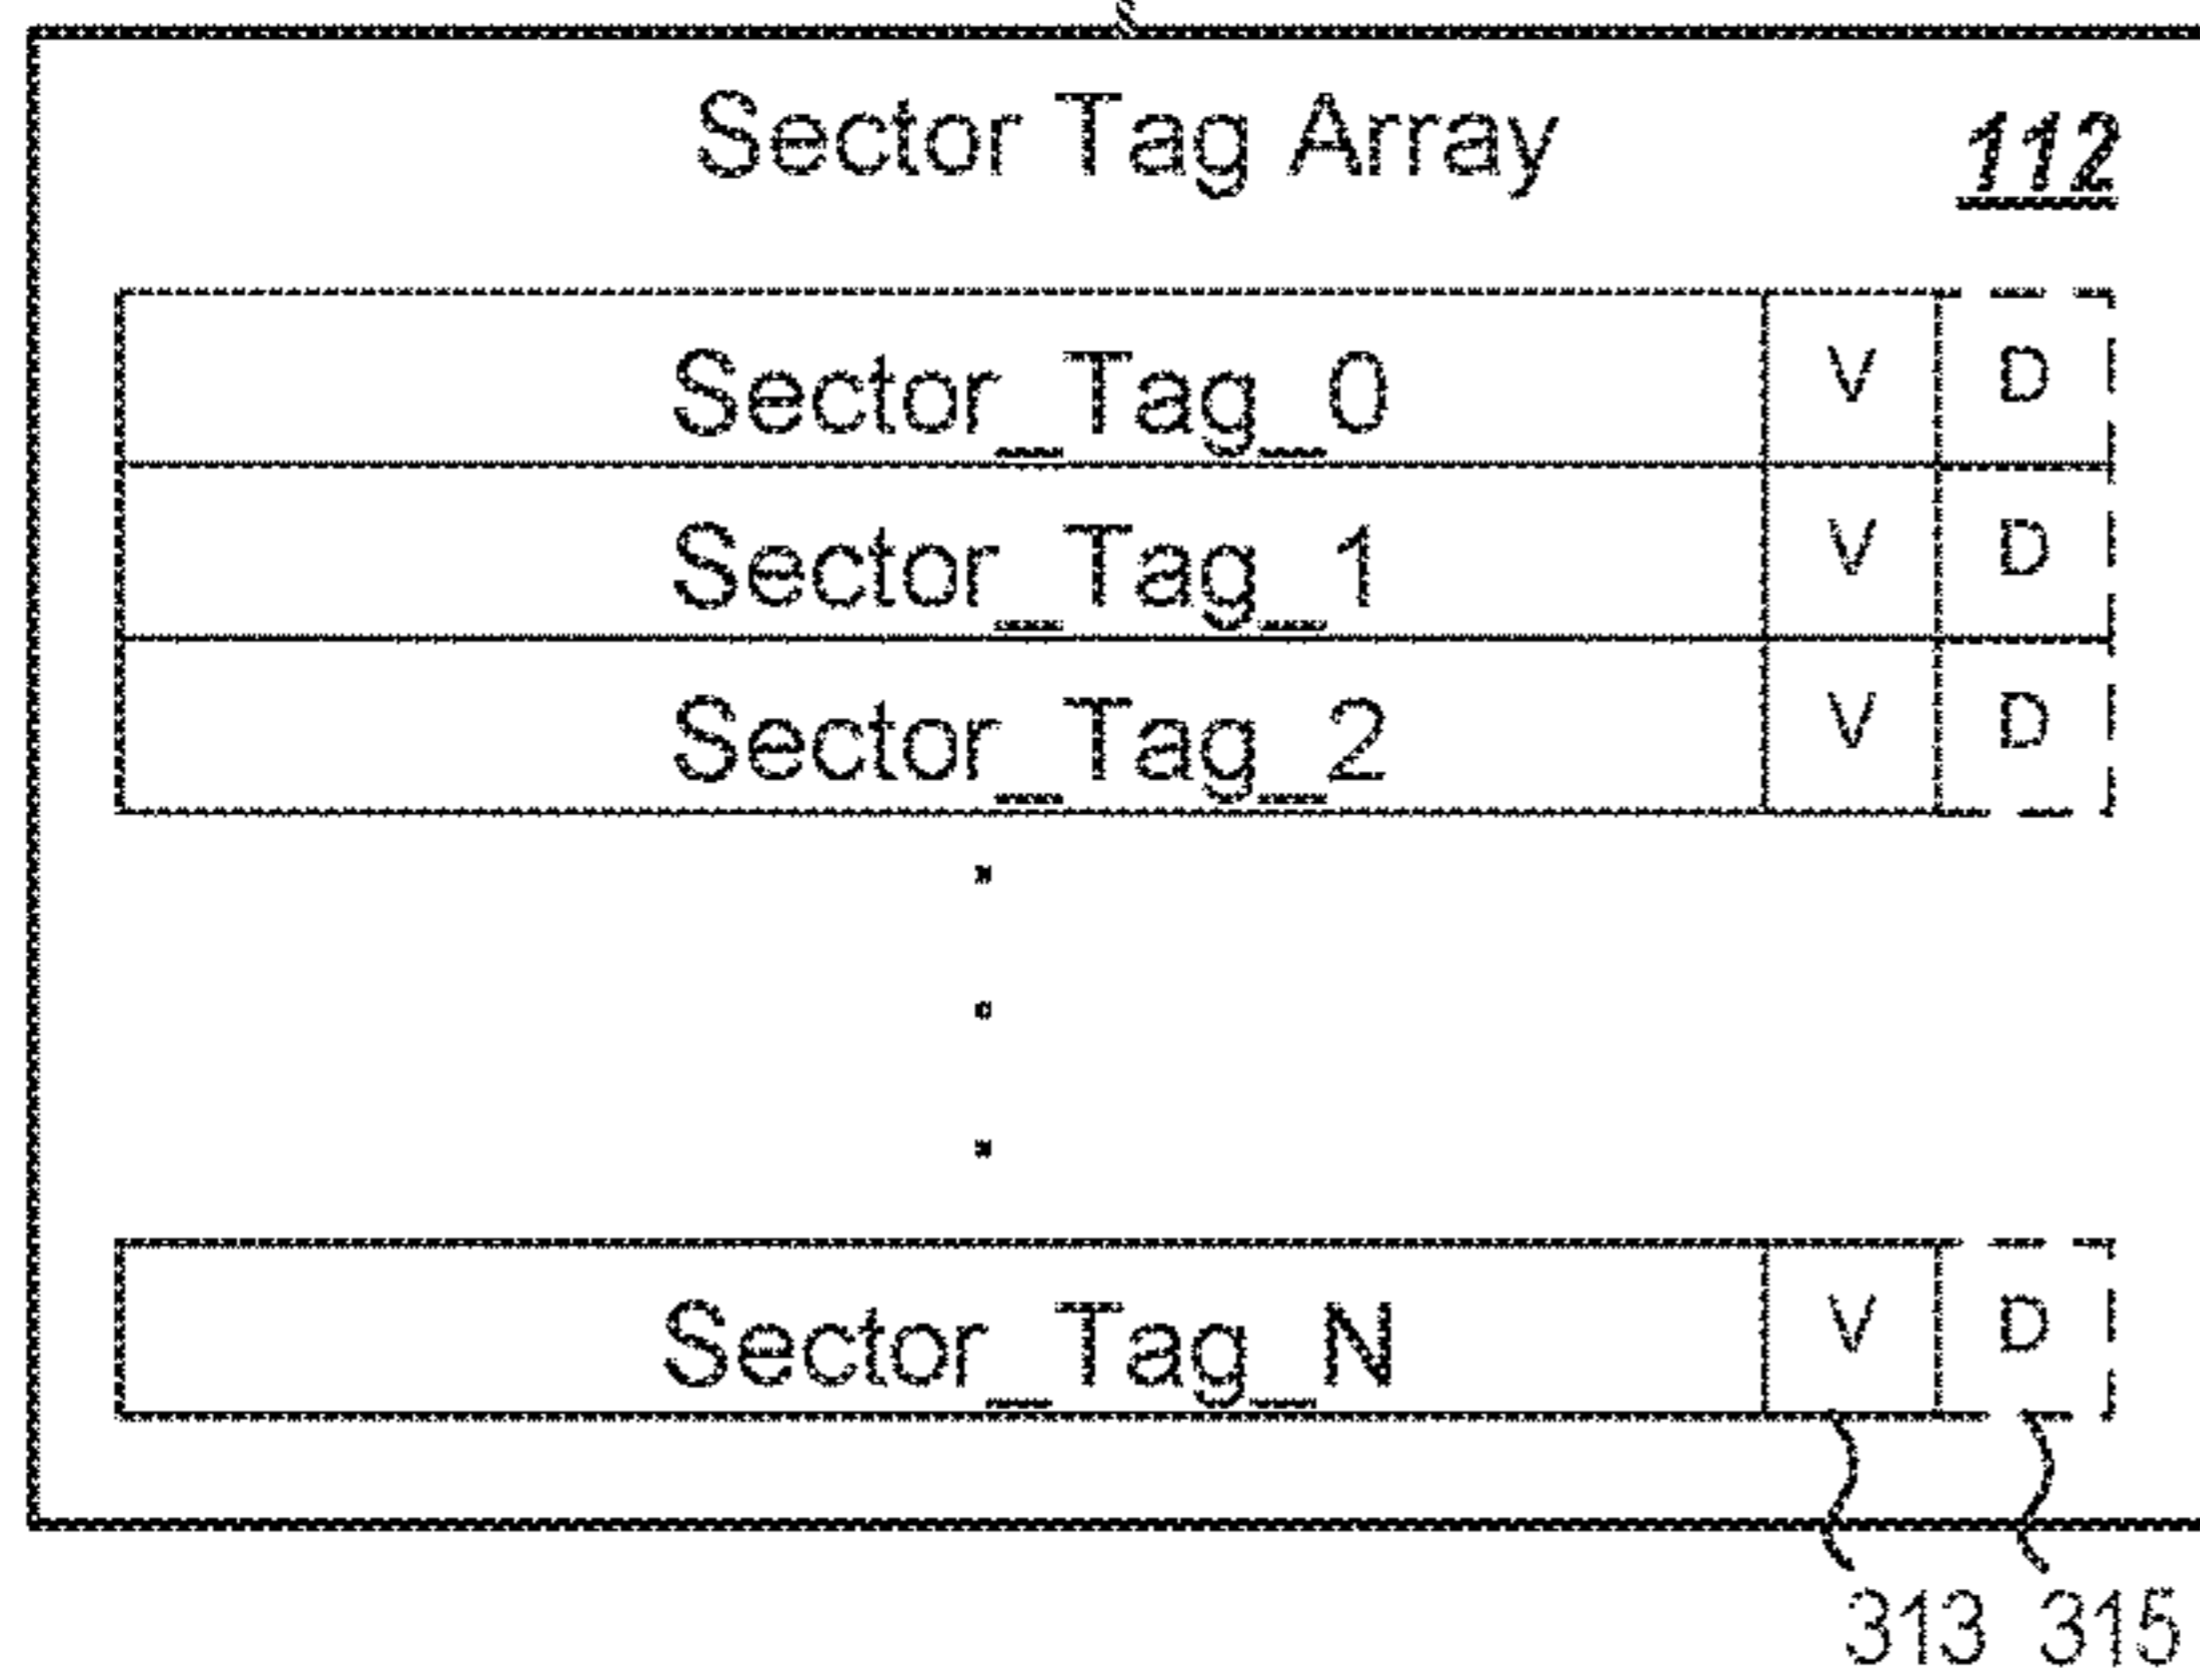 Sector Tag Array 112
Sector_Tag_0 V D
Sector_Tag_1 V D
Sector_Tag_2 V D
Sector_Tag_N V D
313 315